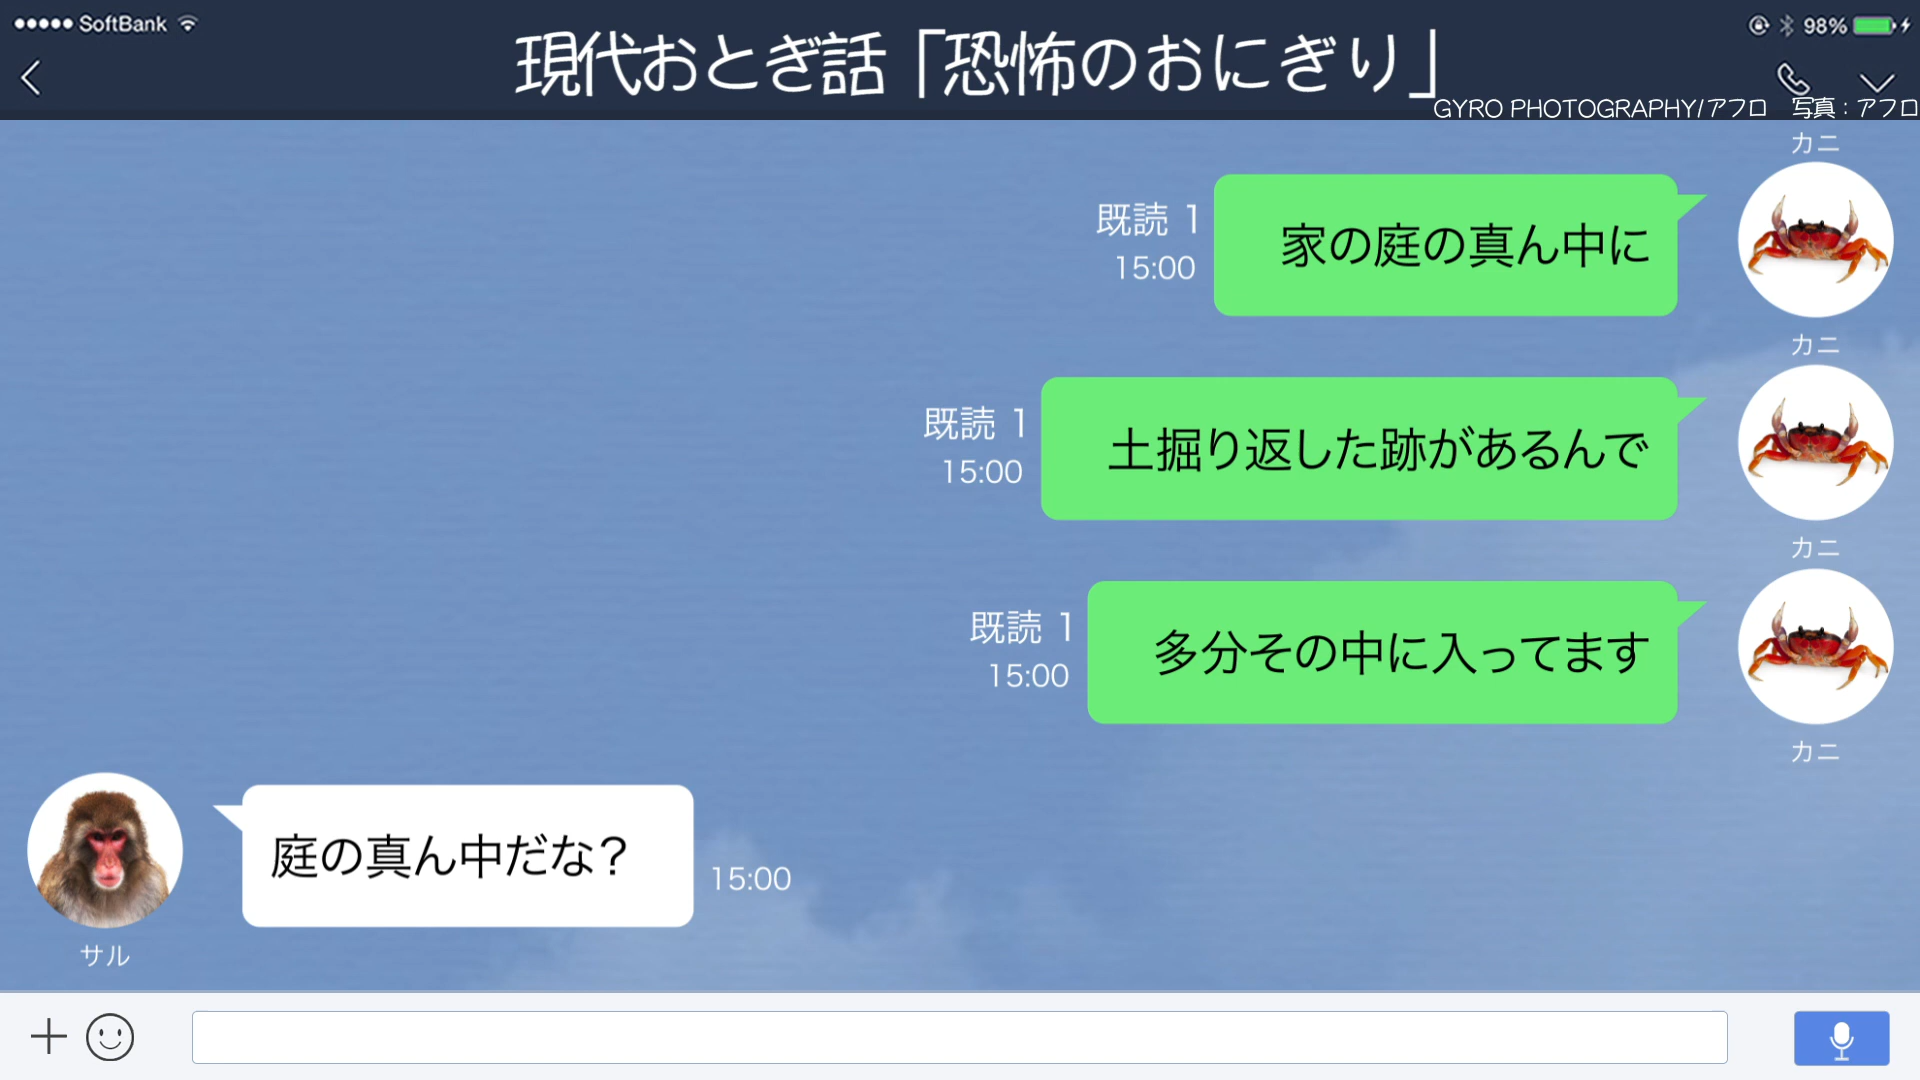 ●●●●● SoftBank
98%
現代おとぎ話「恐怖のおにぎり」
GYRO PHOTOGRAPHY/アフロ　写真：アフロ
カニ
既読 1
15:00
家の庭の真ん中に
カニ
既読 1
15:00
土掘り返した跡があるんで
カニ
既読 1
15:00
多分その中に入ってます
カニ
庭の真ん中だな？
15:00
サル